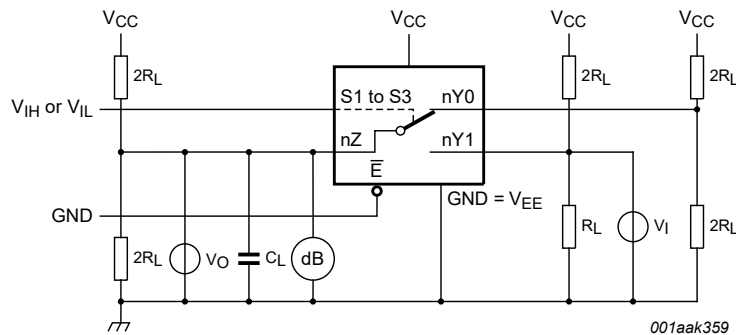 VCC VCC VCC VCC
2RL 2RL 2RL
VIH or VIL S1 to S3 nY0
nZ nY1
E̅
GND GND = VEE
2RL VO CL dB RL VI 2RL
001aak359